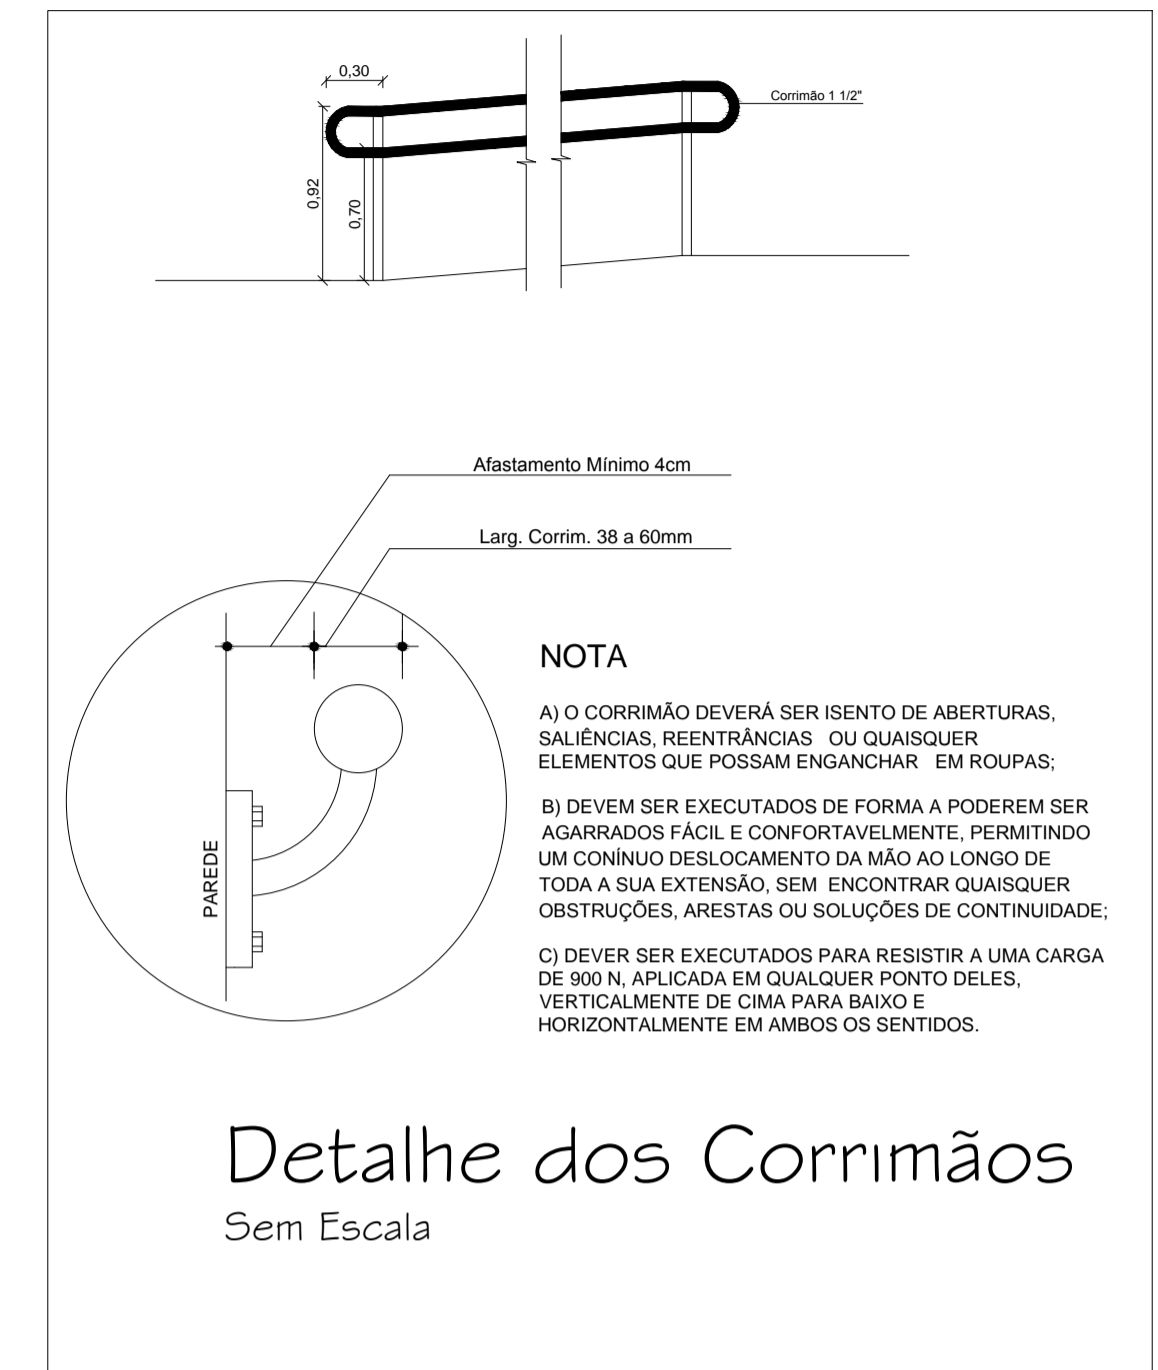 0,30
Corrimão 1 1/2"
0,92
0,70
Afastamento Mínimo 4cm
Larg. Corrim. 38 a 60mm
PAREDE
NOTA
A) O CORRIMÃO DEVERÁ SER ISENTO DE ABERTURAS,
SALIÊNCIAS, REENTRÂNCIAS OU QUAISQUER
ELEMENTOS QUE POSSAM ENGANCHAR EM ROUPAS;
B) DEVEM SER EXECUTADOS DE FORMA A PODEREM SER
AGARRADOS FÁCIL E CONFORTAVELMENTE, PERMITINDO
UM CONÍNUO DESLOCAMENTO DA MÃO AO LONGO DE
TODA A SUA EXTENSÃO, SEM ENCONTRAR QUAISQUER
OBSTRUÇÕES, ARESTAS OU SOLUÇÕES DE CONTINUIDADE;
C) DEVER SER EXECUTADOS PARA RESISTIR A UMA CARGA
DE 900 N, APLICADA EM QUALQUER PONTO DELES,
VERTICALMENTE DE CIMA PARA BAIXO E
HORIZONTALMENTE EM AMBOS OS SENTIDOS.
Detalhe dos Corrimãos
Sem Escala